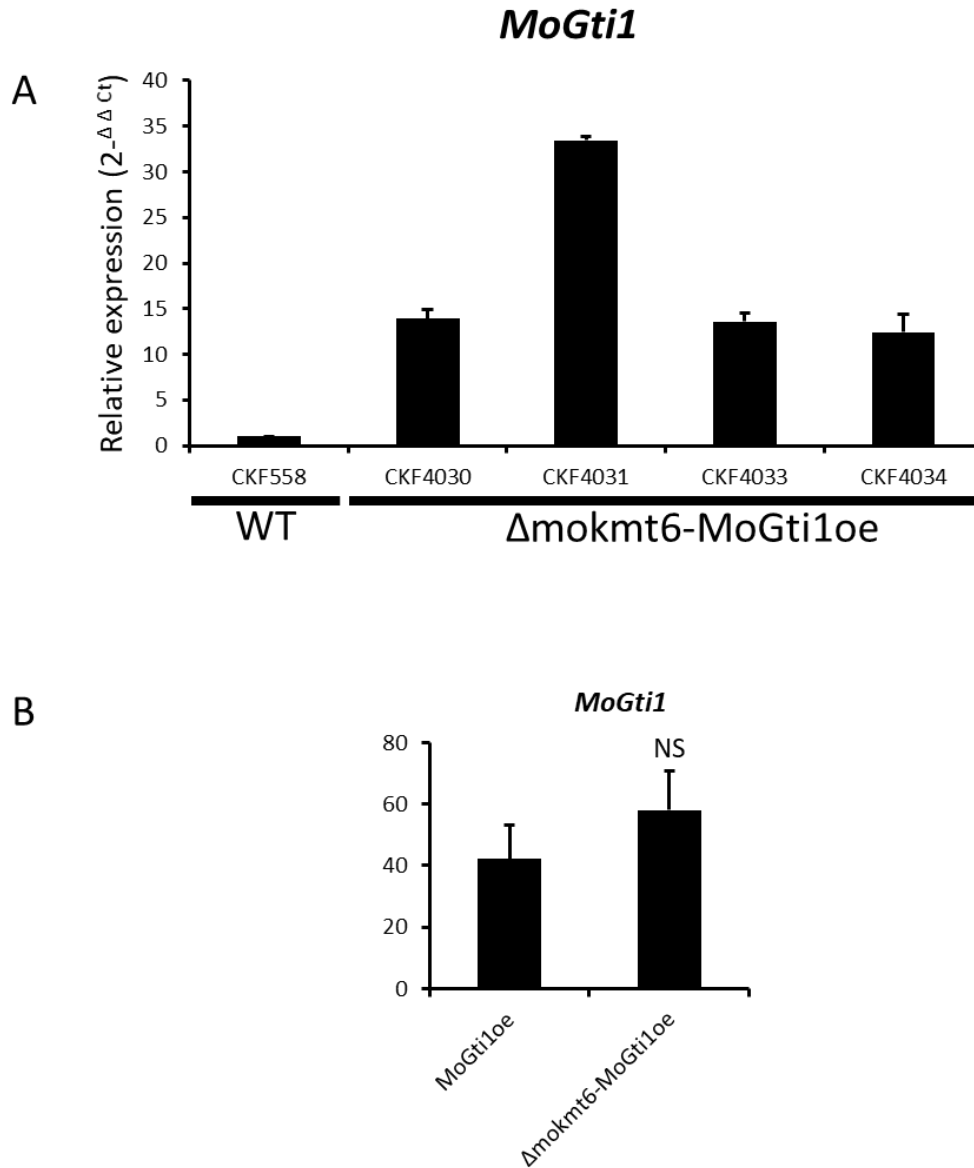 MoGti1
A
Relative expression (2-ΔΔCt)
40
35
30
25
20
15
10
5
0
CKF558 CKF4030 CKF4031 CKF4033 CKF4034
WT Δmokmt6-MoGti1oe
B
MoGti1
80
60
40
20
0
NS
MoGti1oe
Δmokmt6-MoGti1oe